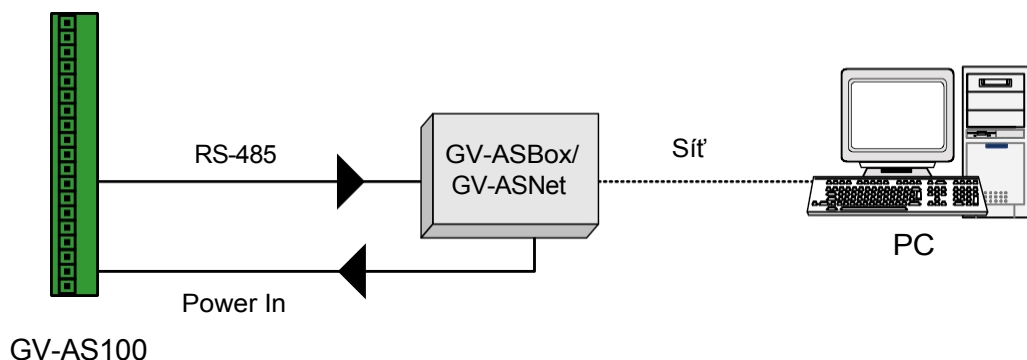 RS-485
GV-ASBox/
GV-ASNet
Síť
PC
Power In
GV-AS100